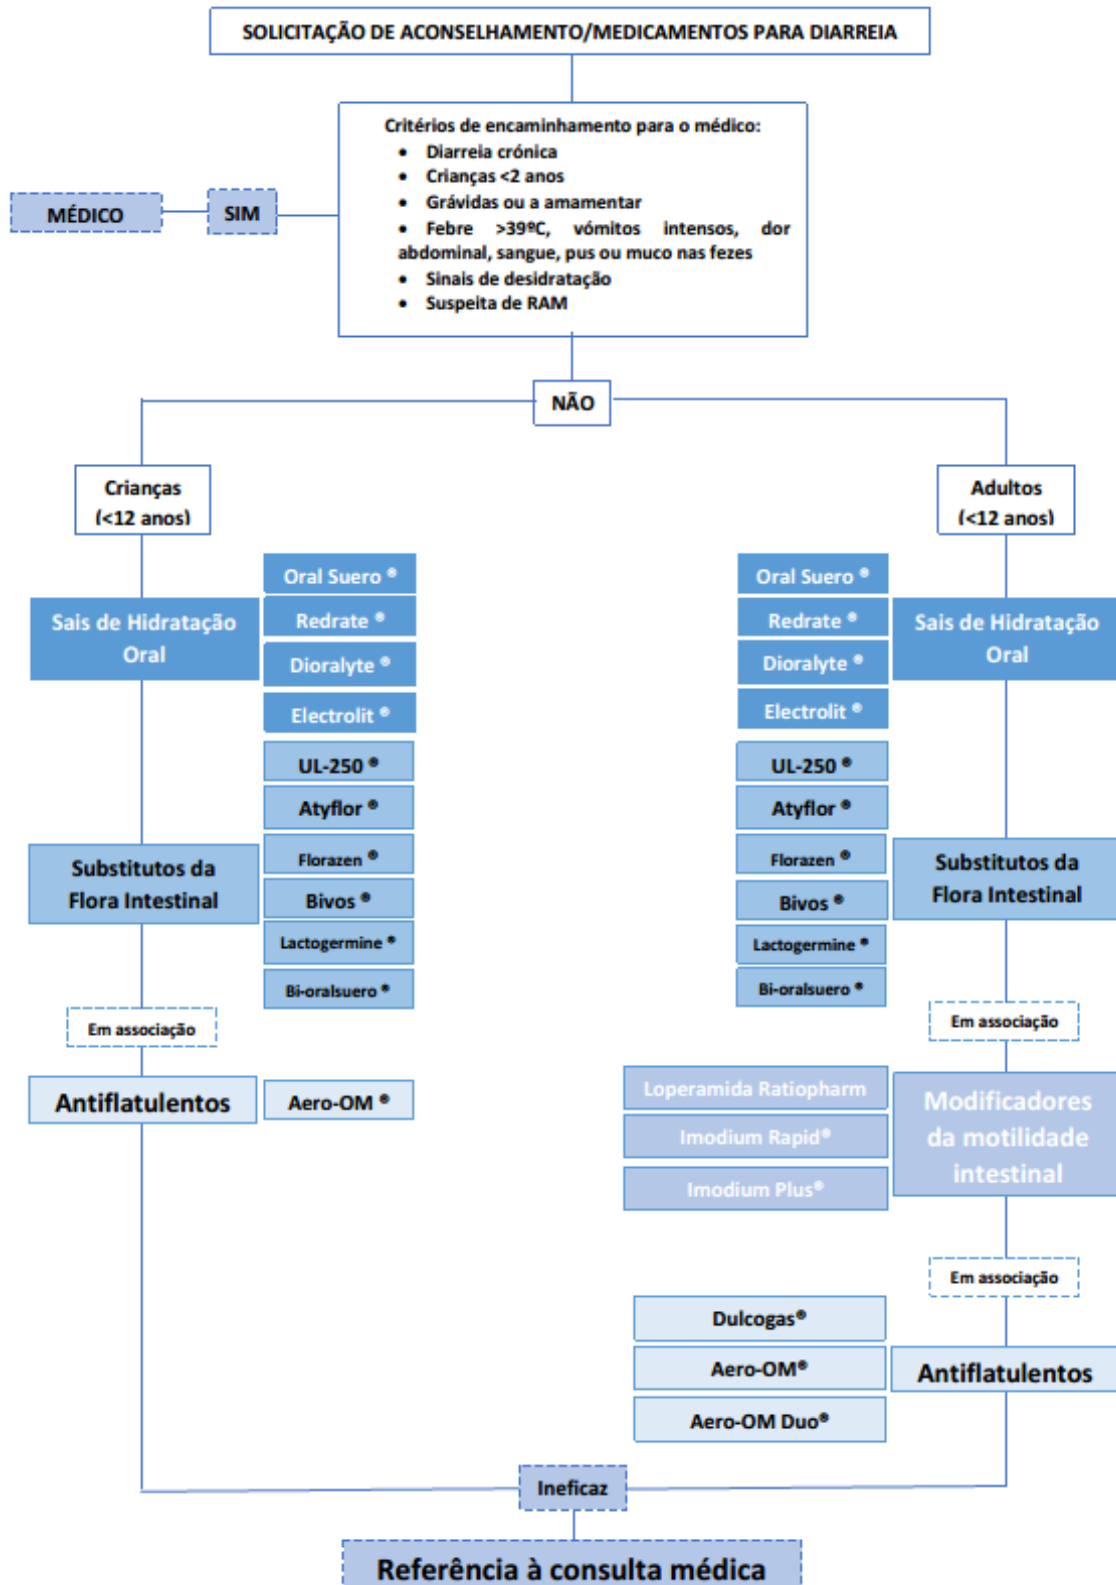 SOLICITAÇÃO DE ACONSELHAMENTO/MEDICAMENTOS PARA DIARREIA
Critérios de encaminhamento para o médico:
• Diarreia crónica
• Crianças <2 anos
• Grávidas ou a amamentar
• Febre >39ºC, vómitos intensos, dor
abdominal, sangue, pus ou muco nas fezes
• Sinais de desidratação
• Suspeita de RAM
MÉDICO
SIM
NÃO
Crianças
(<12 anos)
Sais de Hidratação
Oral
Oral Suero ®
Redrate ®
Dioralyte ®
Electrolit ®
Substitutos da
Flora Intestinal
UL-250 ®
Atyflor ®
Florazen ®
Bivos ®
Lactogermine ®
Bi-oralsuero ®
Em associação
Antiflatulentos
Aero-OM ®
Adultos
(<12 anos)
Oral Suero ®
Redrate ®
Dioralyte ®
Electrolit ®
Sais de Hidratação
Oral
UL-250 ®
Atyflor ®
Florazen ®
Bivos ®
Lactogermine ®
Bi-oralsuero ®
Substitutos da
Flora Intestinal
Em associação
Loperamida Ratiopharm
Imodium Rapid®
Imodium Plus®
Modificadores
da motilidade
intestinal
Em associação
Dulcogas®
Aero-OM®
Aero-OM Duo®
Antiflatulentos
Ineficaz
Referência à consulta médica